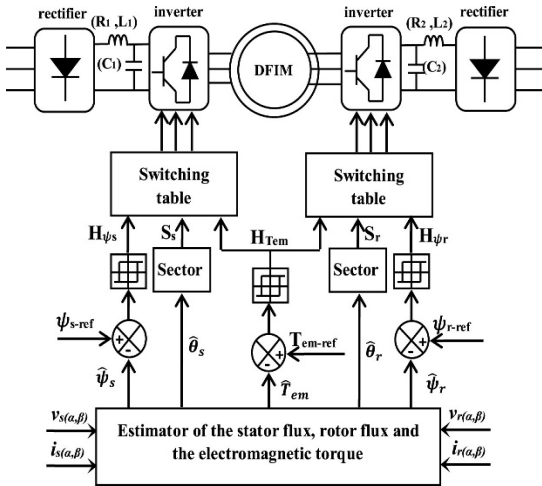 rectifier
(R₁ ,L₁)
inverter
inverter
(R₂ ,L₂)
rectifier
(C₁)
DFIM
(C₂)
Switching
table
Switching
table
Hψs
Sₛ
H_Tem
Sᵣ
Hψr
Sector
Sector
ψs-ref
+
-
θ̂ₛ
+
-
Tem-ref
θ̂ᵣ
+
-
ψr-ref
ψ̂ₛ
T̂em
ψ̂ᵣ
vs(α,β)
is(α,β)
Estimator of the stator flux, rotor flux and
the electromagnetic torque
vr(α,β)
ir(α,β)